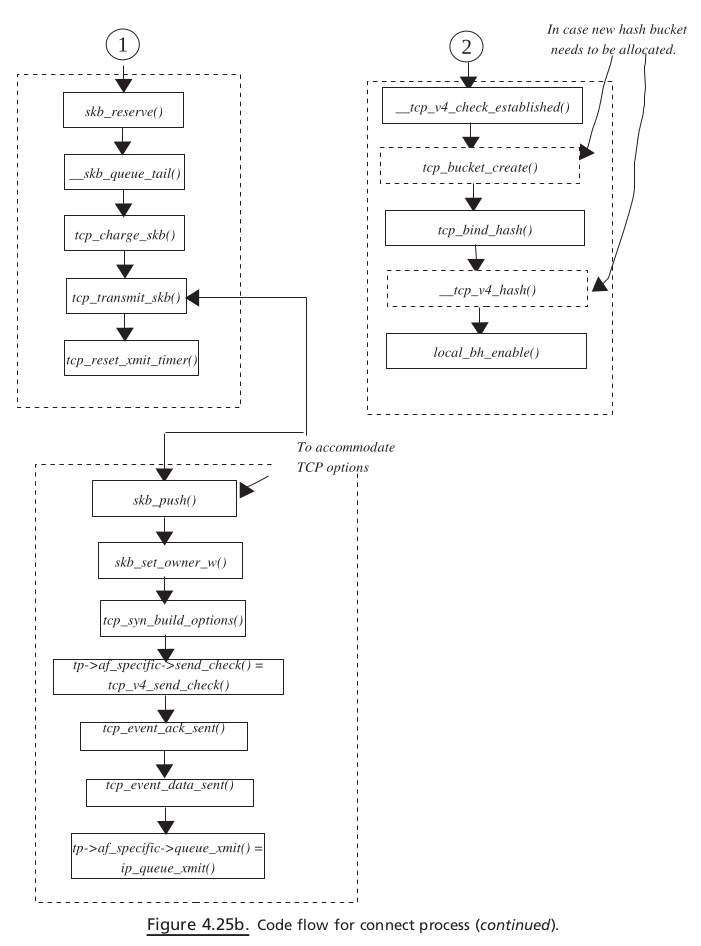 1
skb_reserve()
__skb_queue_tail()
tcp_charge_skb()
tcp_transmit_skb()
tcp_reset_xmit_timer()
2
In case new hash bucket
needs to be allocated.
__tcp_v4_check_established()
tcp_bucket_create()
tcp_bind_hash()
__tcp_v4_hash()
local_bh_enable()
To accommodate
TCP options
skb_push()
skb_set_owner_w()
tcp_syn_build_options()
tp->af_specific->send_check() =
tcp_v4_send_check()
tcp_event_ack_sent()
tcp_event_data_sent()
tp->af_specific->queue_xmit() =
ip_queue_xmit()
Figure 4.25b. Code flow for connect process (continued).